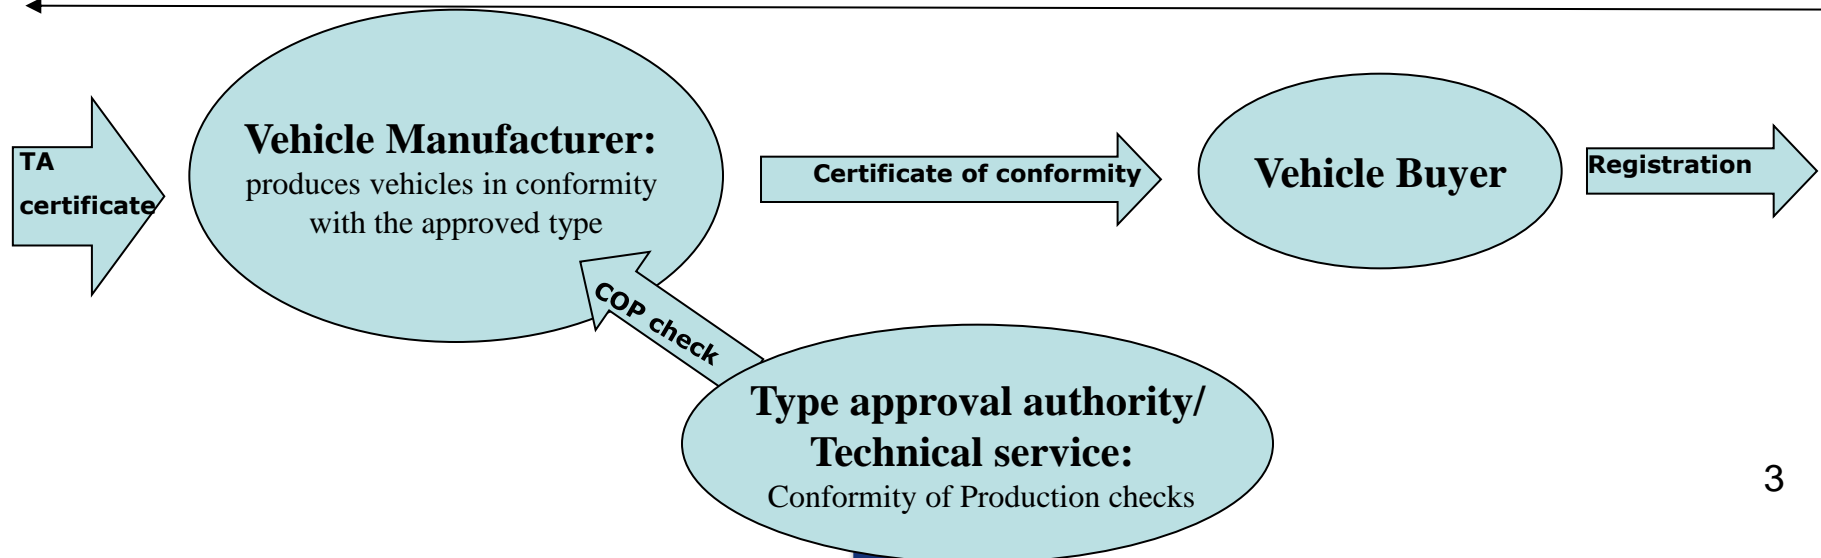 TA
certificate
Vehicle Manufacturer:
produces vehicles in conformity
with the approved type
Certificate of conformity
Vehicle Buyer
Registration
COP check
Type approval authority/
Technical service:
Conformity of Production checks
3